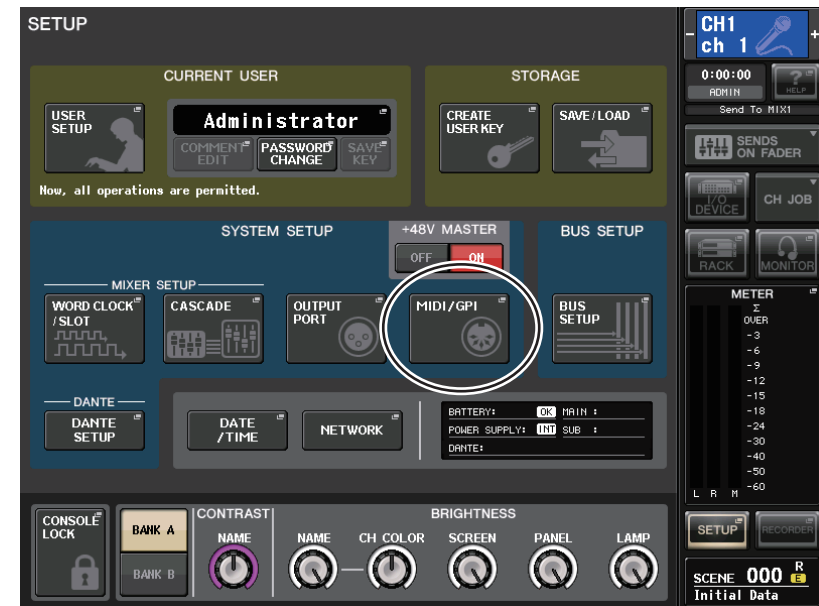 SETUP
CURRENT USER
USER SETUP
Administrator
COMMENT EDIT
PASSWORD CHANGE
SAVE KEY
Now, all operations are permitted.
STORAGE
CREATE USER KEY
SAVE/LOAD
SYSTEM SETUP
+48V MASTER
OFF
ON
BUS SETUP
MIXER SETUP
WORD CLOCK /SLOT
CASCADE
OUTPUT PORT
MIDI/GPI
BUS SETUP
DANTE
DANTE SETUP
DATE /TIME
NETWORK
BATTERY: OK MAIN :
POWER SUPPLY: INT SUB :
DANTE:
CONSOLE LOCK
BANK A
BANK B
CONTRAST
NAME
BRIGHTNESS
NAME
CH COLOR
SCREEN
PANEL
LAMP
- CH1 +
ch 1
0:00:00
ADMIN
?
HELP
Send To MIX1
SENDS ON FADER
I/O DEVICE
CH JOB
RACK
MONITOR
METER
Σ
OVER
-3
-6
-9
-12
-15
-18
-24
-30
-40
-50
-60
L R M
SETUP
RECORDER
SCENE 000 R E
Initial Data